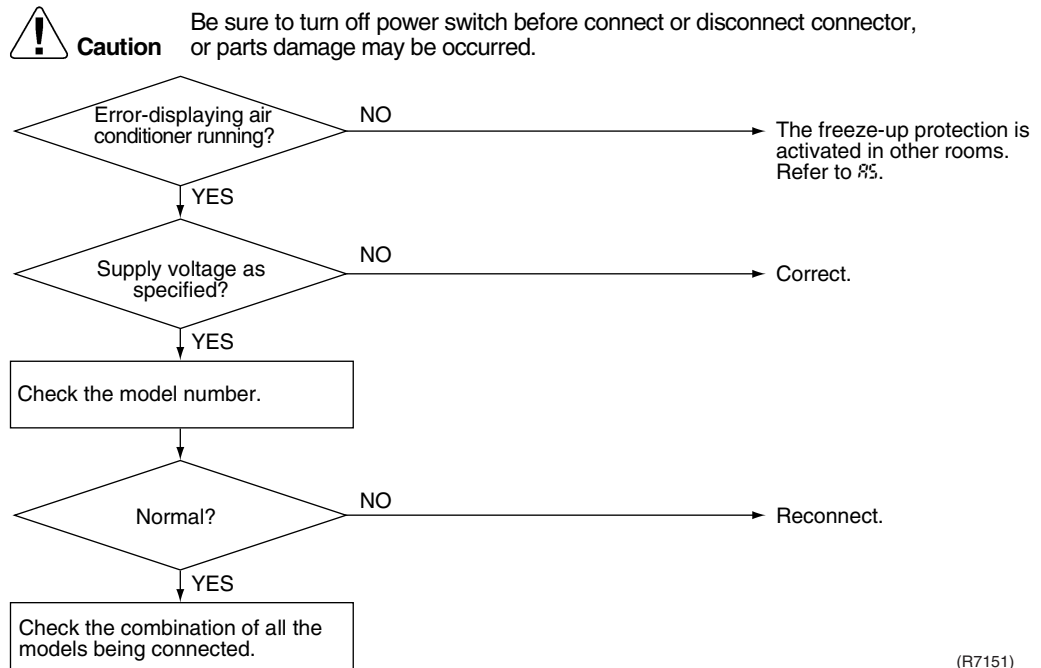 Be sure to turn off power switch before connect or disconnect connector,
Caution or parts damage may be occurred.
Error-displaying air
conditioner running?
NO
The freeze-up protection is
activated in other rooms.
Refer to A5.
YES
Supply voltage as
specified?
NO
Correct.
YES
Check the model number.
Normal?
NO
Reconnect.
YES
Check the combination of all the
models being connected.
(R7151)